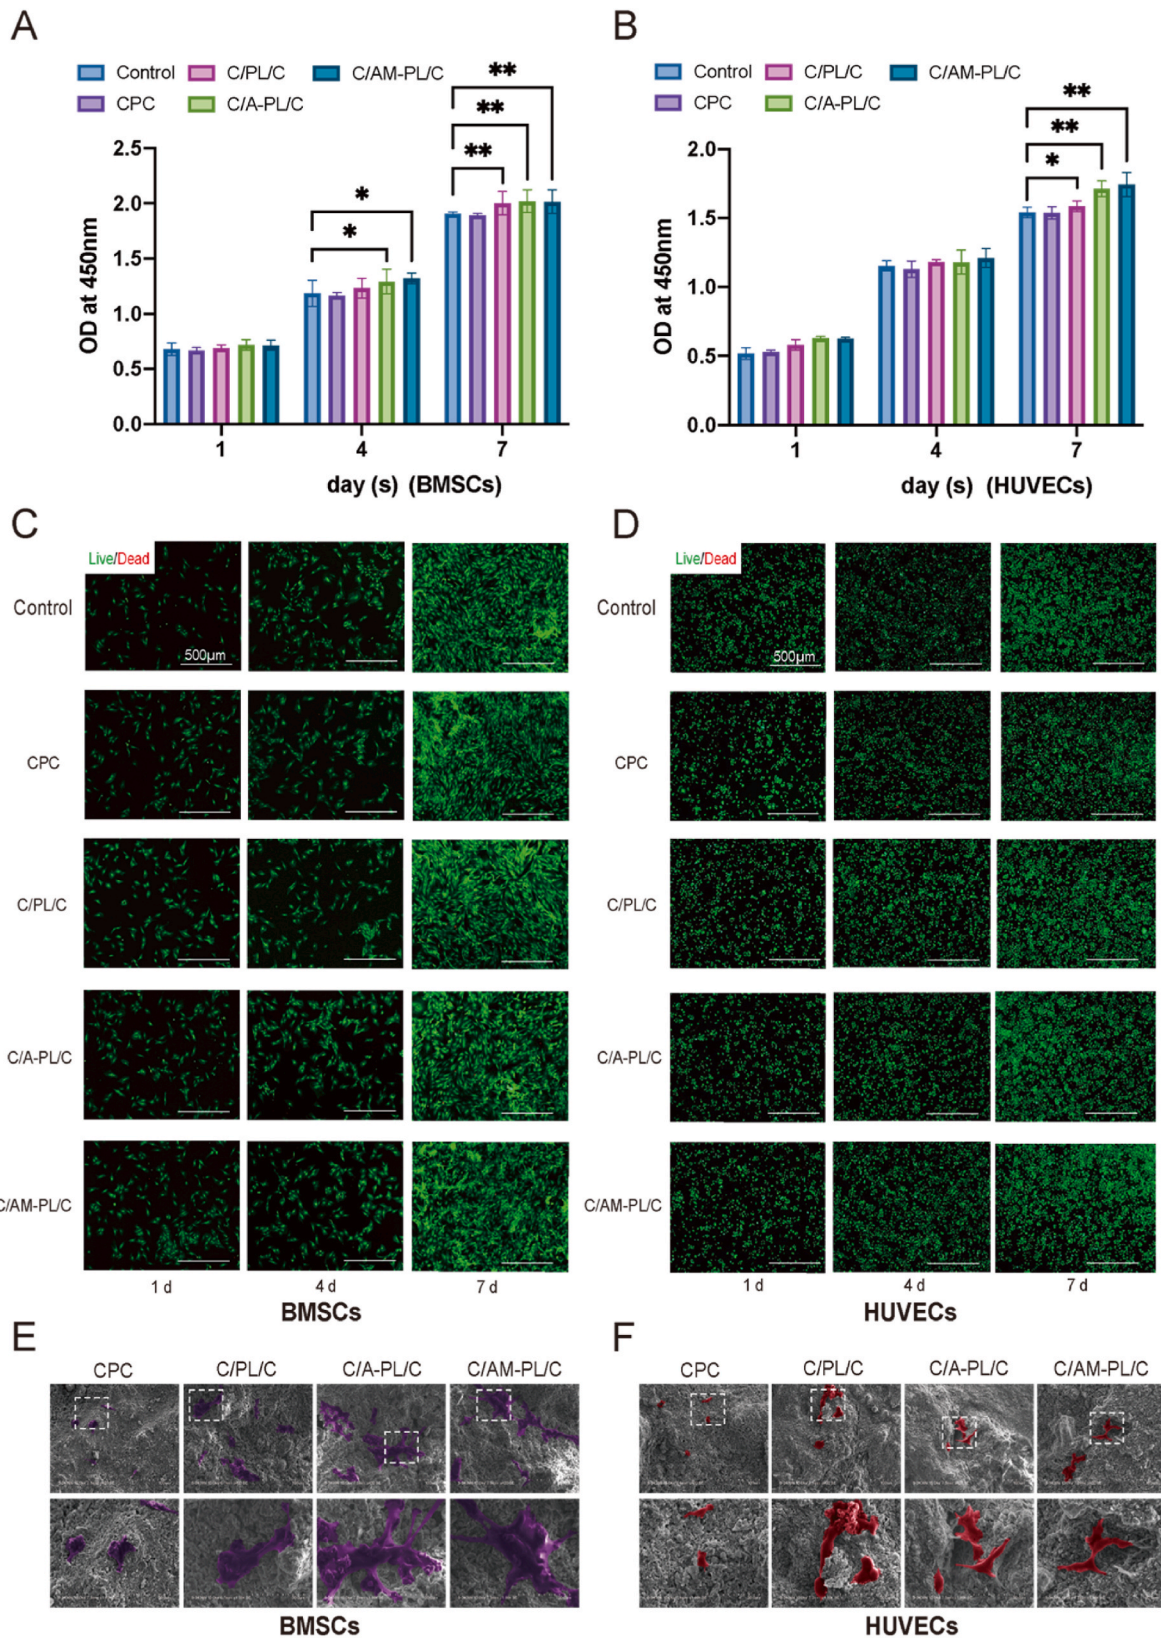 A
Control
C/PL/C
C/AM-PL/C
CPC
C/A-PL/C
**
**
**
*
*
2.5
2.0
1.5
1.0
0.5
0.0
OD at 450nm
1
4
7
day (s) (BMSCs)
B
Control
C/PL/C
C/AM-PL/C
CPC
C/A-PL/C
**
**
*
2.0
1.5
1.0
0.5
0.0
OD at 450nm
1
4
7
day (s) (HUVECs)
C
Live/Dead
Control
500μm
CPC
C/PL/C
C/A-PL/C
C/AM-PL/C
1 d
4 d
7 d
BMSCs
D
Live/Dead
Control
500μm
CPC
C/PL/C
C/A-PL/C
C/AM-PL/C
1 d
4 d
7 d
HUVECs
E
CPC
C/PL/C
C/A-PL/C
C/AM-PL/C
BMSCs
F
CPC
C/PL/C
C/A-PL/C
C/AM-PL/C
HUVECs